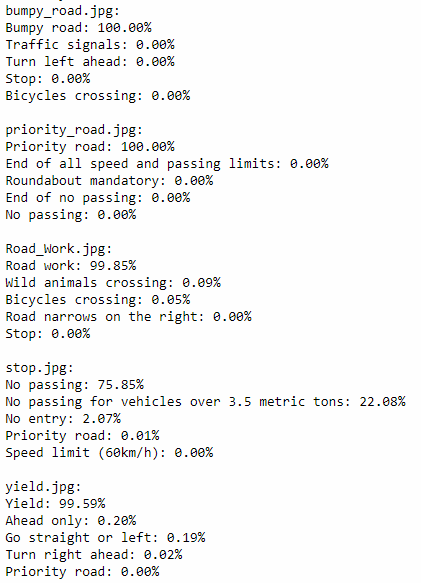 bumpy_road.jpg:
Bumpy road: 100.00%
Traffic signals: 0.00%
Turn left ahead: 0.00%
Stop: 0.00%
Bicycles crossing: 0.00%

priority_road.jpg:
Priority road: 100.00%
End of all speed and passing limits: 0.00%
Roundabout mandatory: 0.00%
End of no passing: 0.00%
No passing: 0.00%

Road_Work.jpg:
Road work: 99.85%
Wild animals crossing: 0.09%
Bicycles crossing: 0.05%
Road narrows on the right: 0.00%
Stop: 0.00%

stop.jpg:
No passing: 75.85%
No passing for vehicles over 3.5 metric tons: 22.08%
No entry: 2.07%
Priority road: 0.01%
Speed limit (60km/h): 0.00%

yield.jpg:
Yield: 99.59%
Ahead only: 0.20%
Go straight or left: 0.19%
Turn right ahead: 0.02%
Priority road: 0.00%